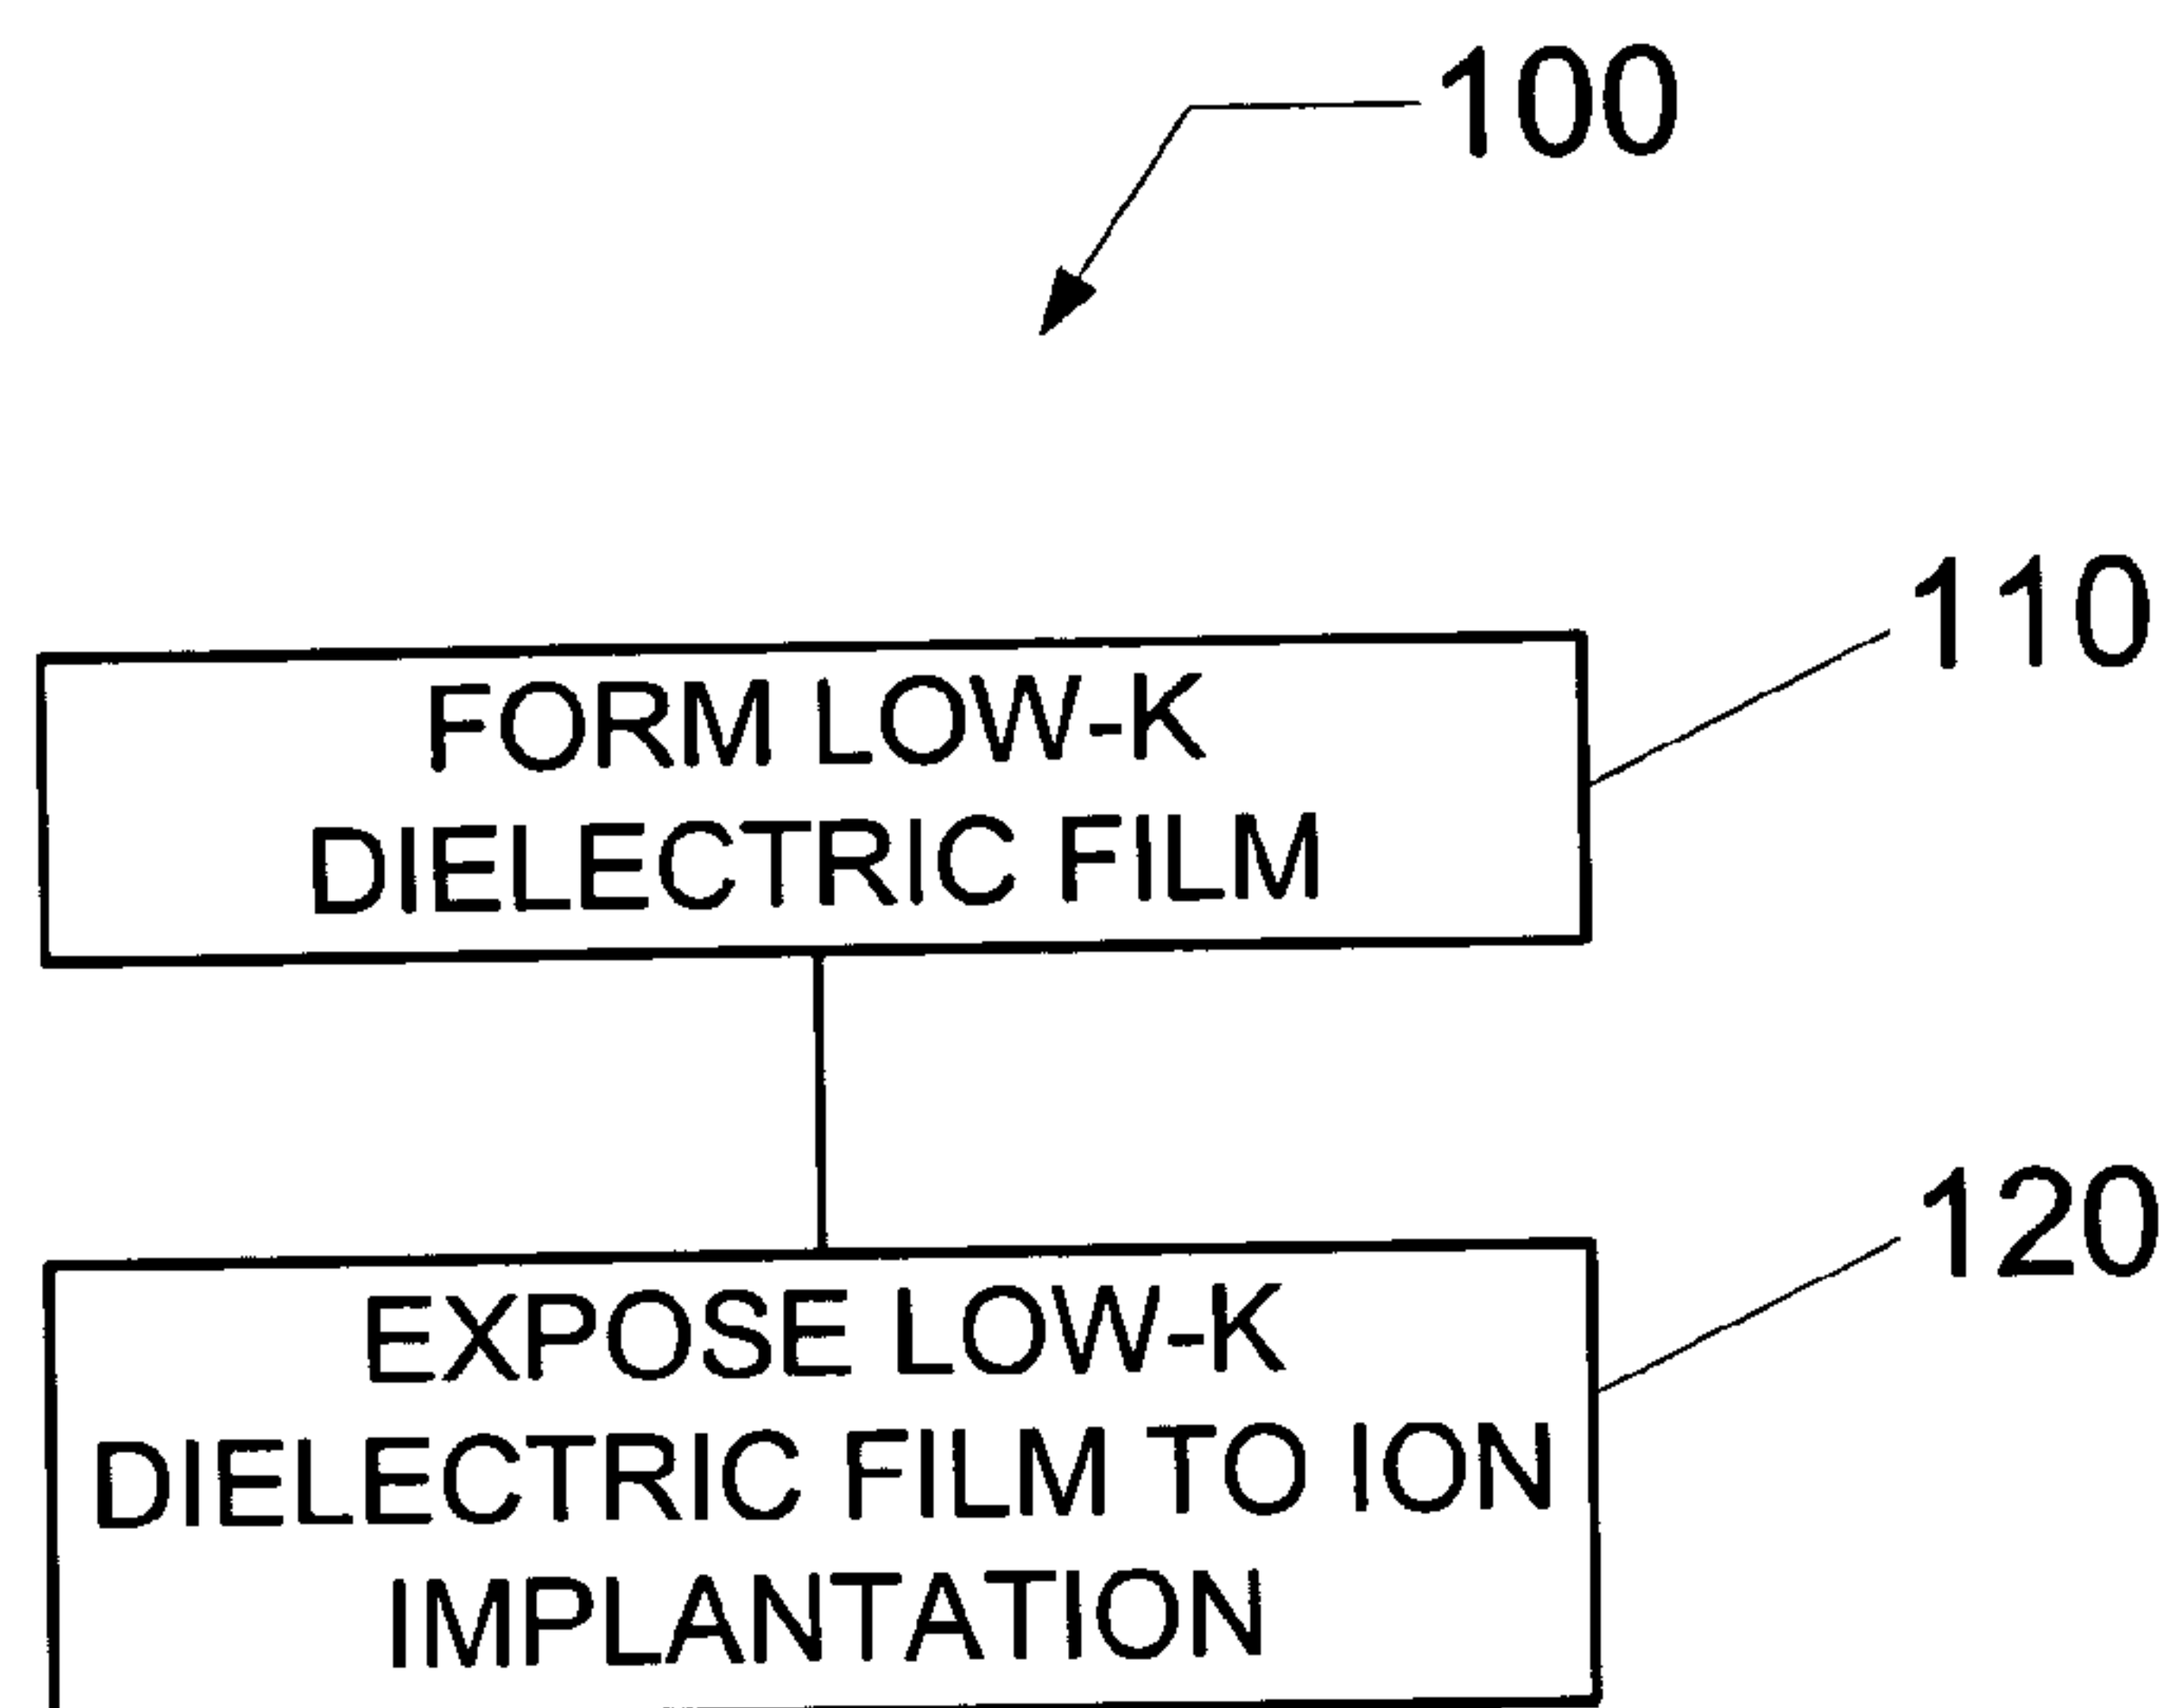 100
110
FORM LOW-K
DIELECTRIC FILM
120
EXPOSE LOW-K
DIELECTRIC FILM TO ION
IMPLANTATION